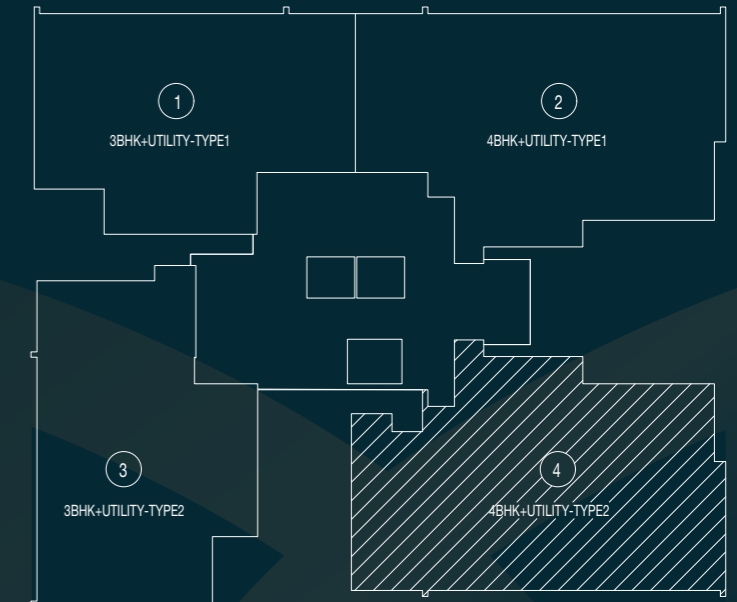 1
3BHK+UTILITY-TYPE1
2
4BHK+UTILITY-TYPE1
3
3BHK+UTILITY-TYPE2
4
4BHK+UTILITY-TYPE2